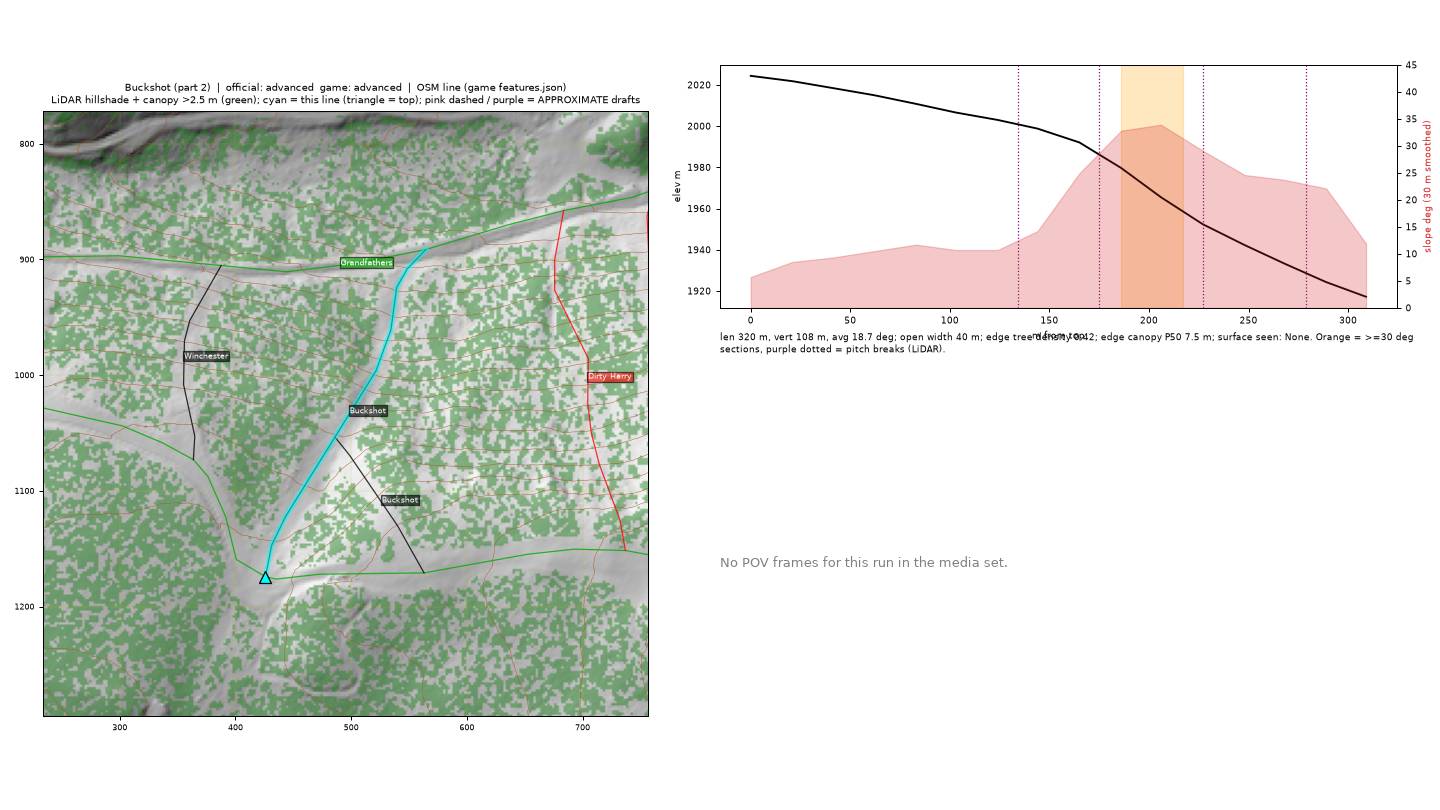 Buckshot (part 2) | official: advanced game: advanced | OSM line (game features.json)
LiDAR hillshade + canopy >2.5 m (green); cyan = this line (triangle = top); pink dashed / purple = APPROXIMATE drafts
800
900
1000
1100
1200
300
400
500
600
700
Grandfathers
Winchester
Dirty Harry
Buckshot
Buckshot
2020
2000
1980
1960
1940
1920
elev m
45
40
35
30
25
20
15
10
5
0
slope deg (30 m smoothed)
0
50
100
150
200
250
300
m from top
len 320 m, vert 108 m, avg 18.7 deg; open width 40 m; edge tree density 0.42; edge canopy P50 7.5 m; surface seen: None. Orange = >=30 deg
sections, purple dotted = pitch breaks (LiDAR).
No POV frames for this run in the media set.